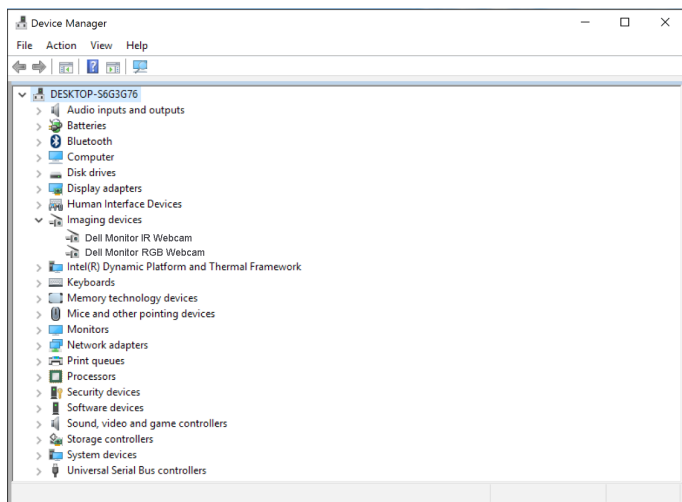 Device Manager
File Action View Help
DESKTOP-S6G3G76
Audio inputs and outputs
Batteries
Bluetooth
Computer
Disk drives
Display adapters
Human Interface Devices
Imaging devices
Dell Monitor IR Webcam
Dell Monitor RGB Webcam
Intel(R) Dynamic Platform and Thermal Framework
Keyboards
Memory technology devices
Mice and other pointing devices
Monitors
Network adapters
Print queues
Processors
Security devices
Software devices
Sound, video and game controllers
Storage controllers
System devices
Universal Serial Bus controllers